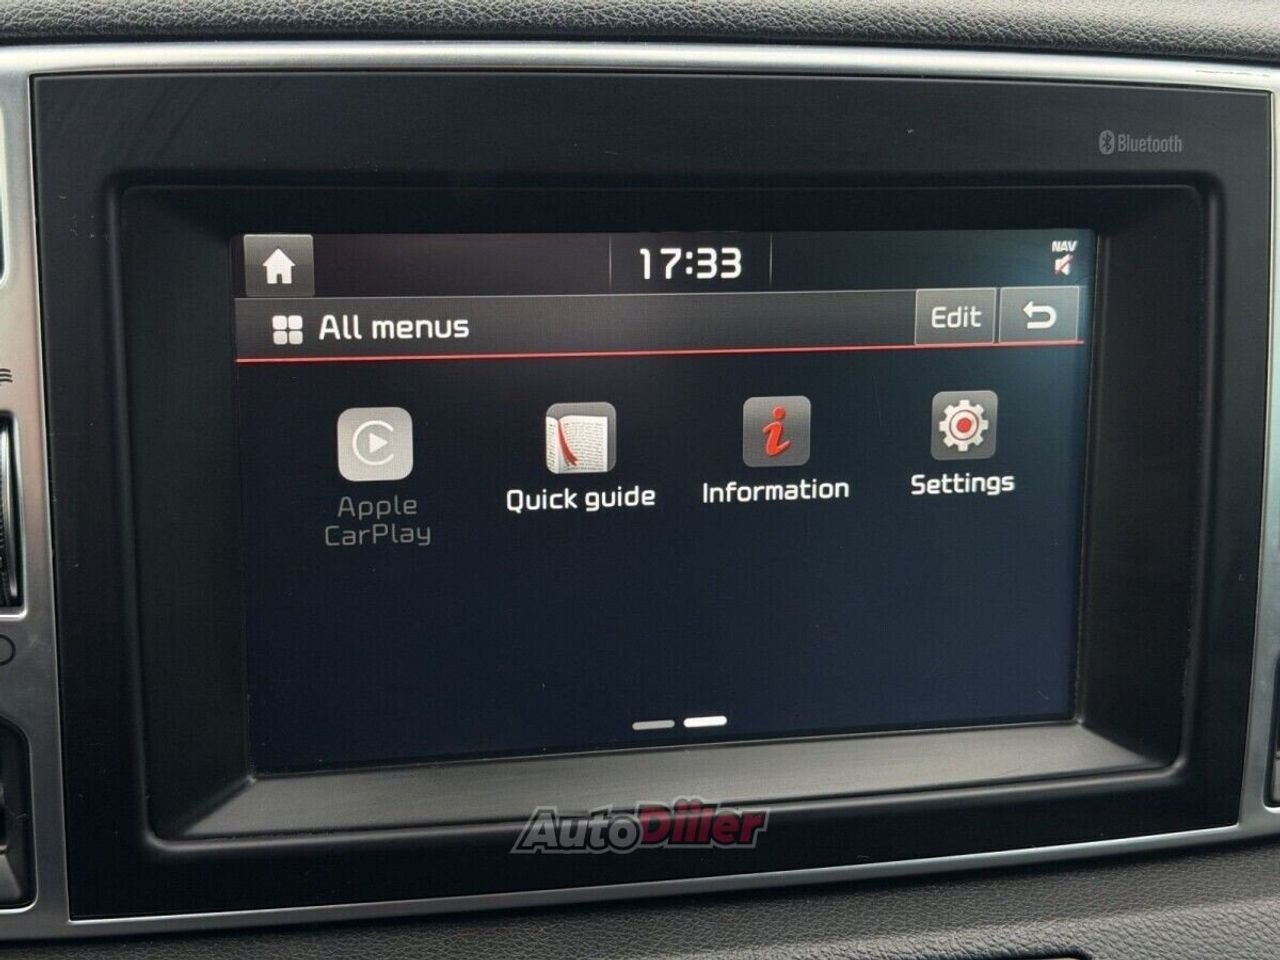 Bluetooth
17:33
NAV
All menus
Edit
Apple
CarPlay
Quick guide
Information
Settings
AutoDiller